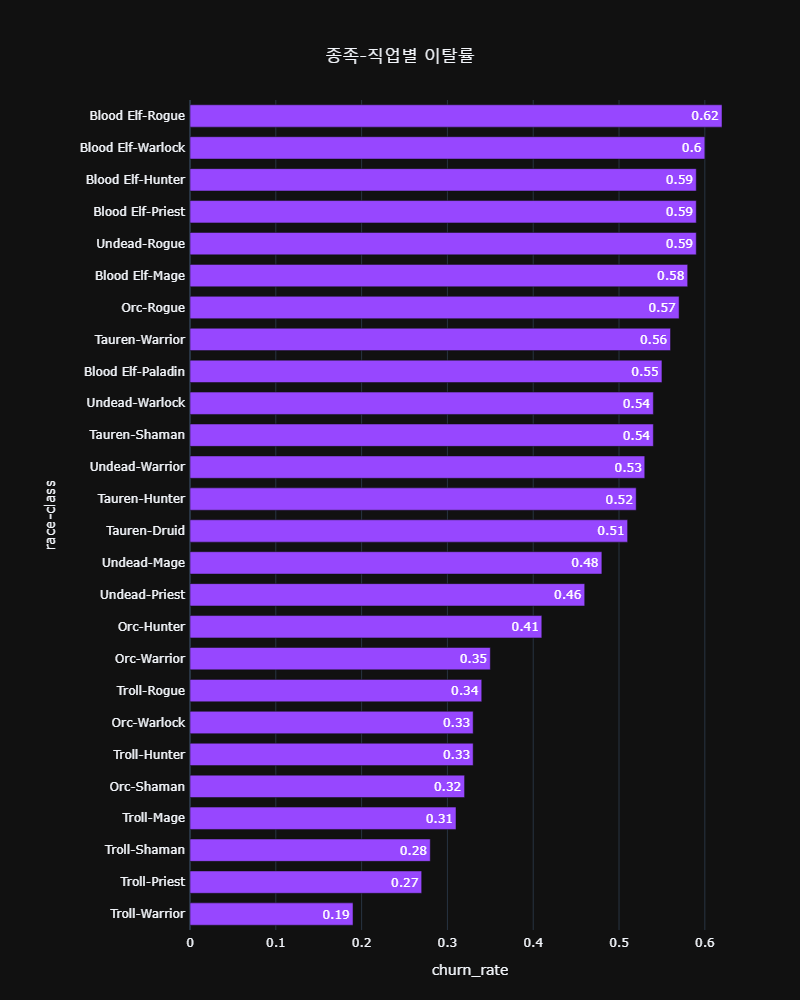 종족-직업별 이탈률
Blood Elf-Rogue 0.62
Blood Elf-Warlock 0.6
Blood Elf-Hunter 0.59
Blood Elf-Priest 0.59
Undead-Rogue 0.59
Blood Elf-Mage 0.58
Orc-Rogue 0.57
Tauren-Warrior 0.56
Blood Elf-Paladin 0.55
Undead-Warlock 0.54
Tauren-Shaman 0.54
Undead-Warrior 0.53
Tauren-Hunter 0.52
Tauren-Druid 0.51
Undead-Mage 0.48
Undead-Priest 0.46
Orc-Hunter 0.41
Orc-Warrior 0.35
Troll-Rogue 0.34
Orc-Warlock 0.33
Troll-Hunter 0.33
Orc-Shaman 0.32
Troll-Mage 0.31
Troll-Shaman 0.28
Troll-Priest 0.27
Troll-Warrior 0.19
race-class
0 0.1 0.2 0.3 0.4 0.5 0.6
churn_rate